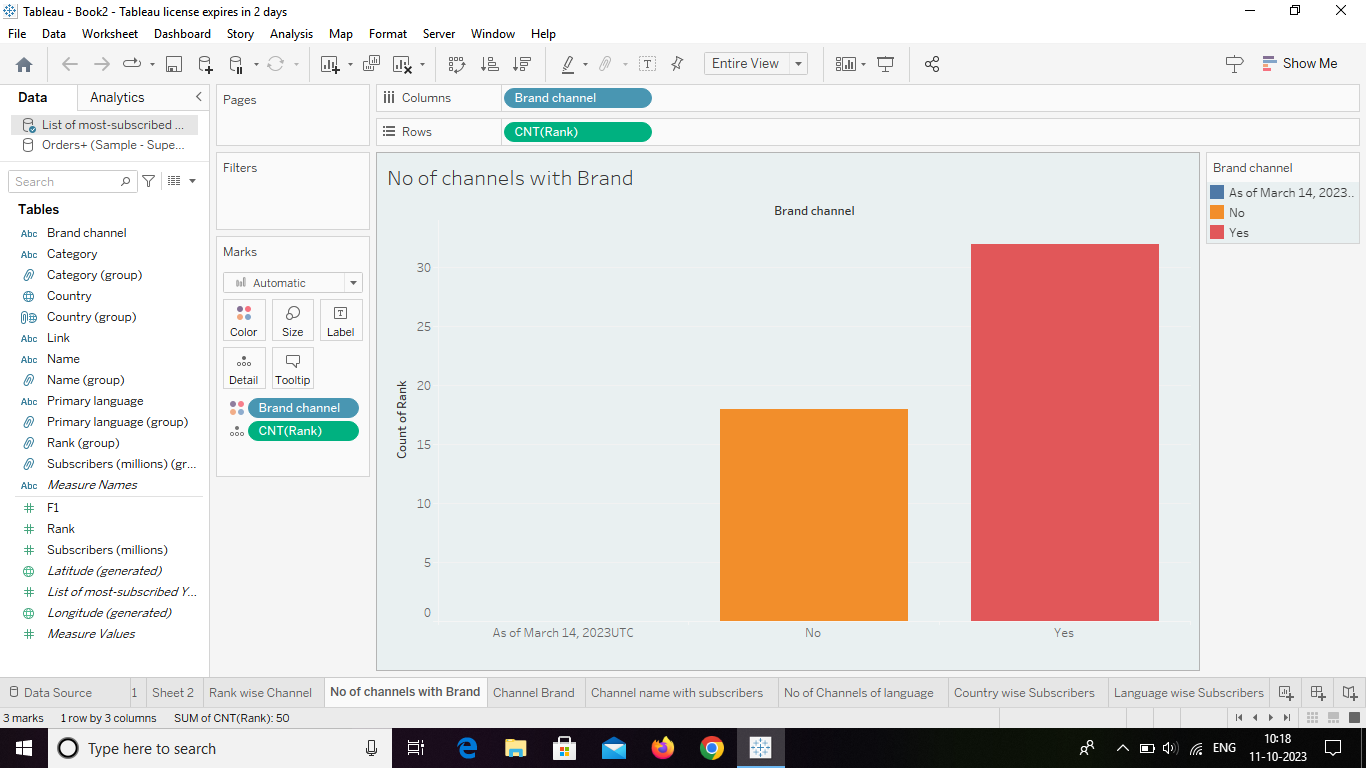 Tableau - Book2 - Tableau license expires in 2 days
File Data Worksheet Dashboard Story Analysis Map Format Server Window Help
Entire View
Show Me
Data Analytics
List of most-subscribed ...
Orders+ (Sample - Supe...
Search
Tables
Abc Brand channel
Abc Category
Category (group)
Country
Country (group)
Abc Link
Abc Name
Name (group)
Abc Primary language
Primary language (group)
Rank (group)
Subscribers (millions) (gr...
Abc Measure Names
F1
Rank
Subscribers (millions)
Latitude (generated)
List of most-subscribed Y...
Longitude (generated)
Measure Values
Pages
Filters
Marks
Automatic
Color Size Label
Detail Tooltip
Brand channel
CNT(Rank)
Columns Brand channel
Rows CNT(Rank)
No of channels with Brand
Brand channel
Count of Rank
30
25
20
15
10
5
0
As of March 14, 2023UTC No Yes
Brand channel
As of March 14, 2023..
No
Yes
Data Source 1 Sheet 2 Rank wise Channel No of channels with Brand Channel Brand Channel name with subscribers No of Channels of language Country wise Subscribers Language wise Subscribers
3 marks 1 row by 3 columns SUM of CNT(Rank): 50
Type here to search
ENG
10:18
11-10-2023